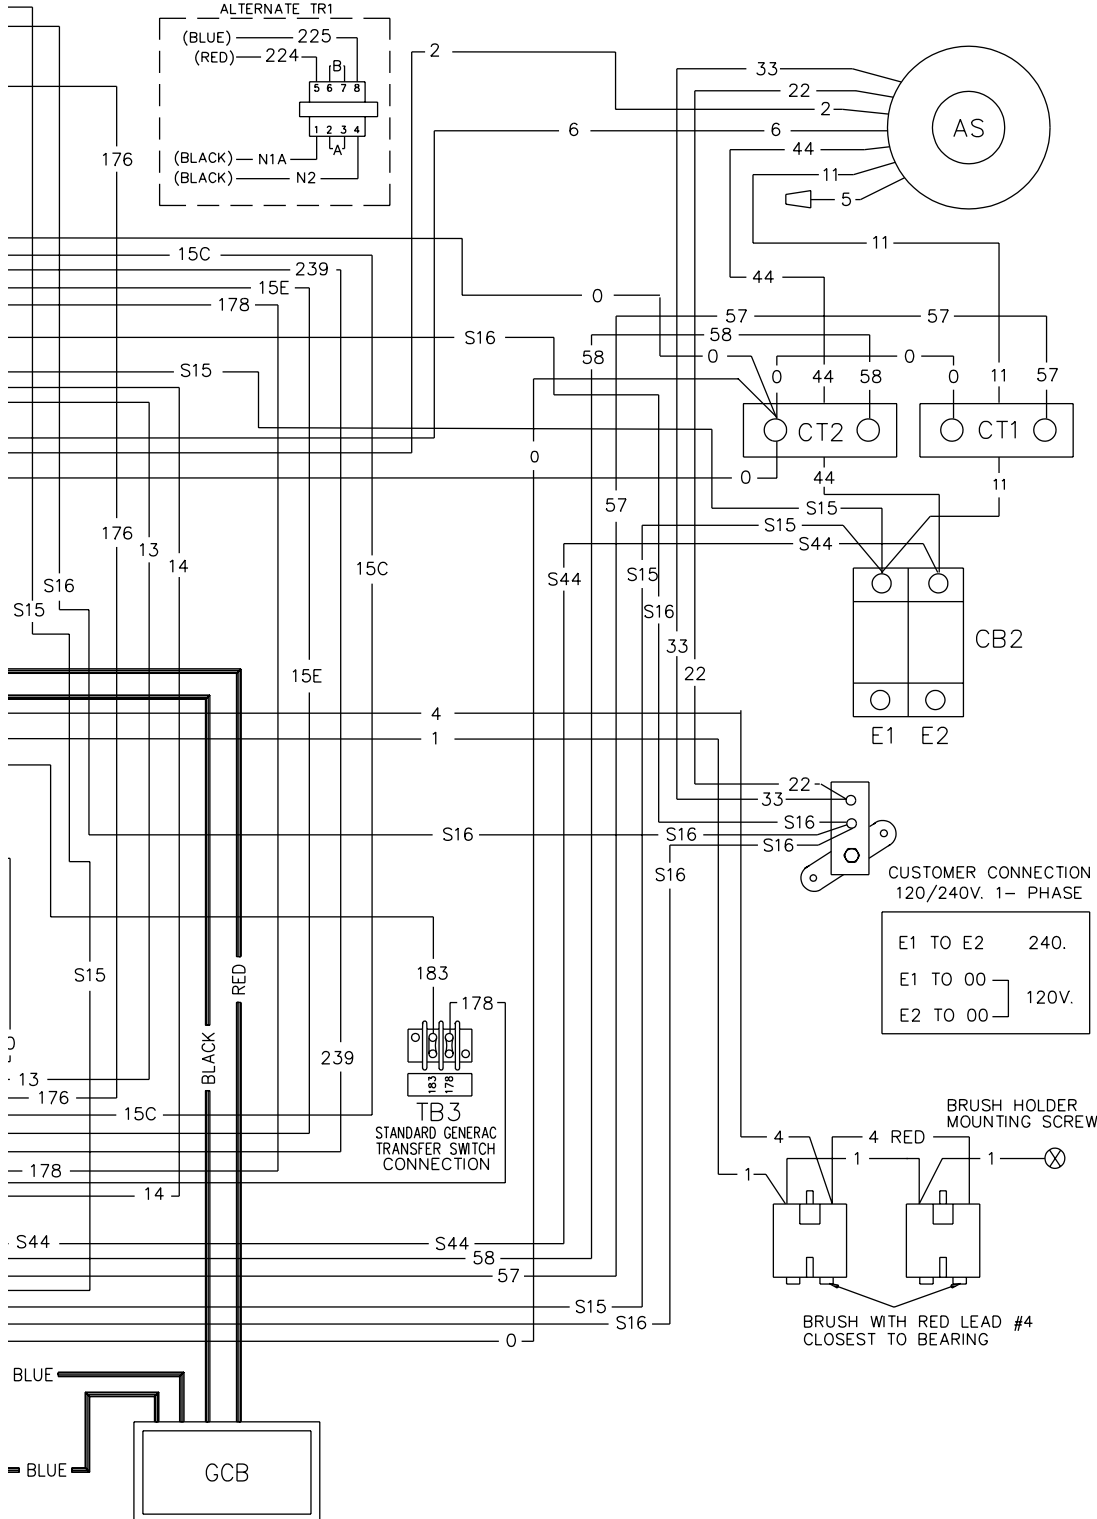 ALTERNATE TR1
(BLUE) 225
(RED) 224
B
5 6 7 8
1 2 3 4
A
(BLACK) N1A
(BLACK) N2
2
33
22
2
6
6
44
11
5
AS
176
11
44
15C
239
15E
178
0
57
57
58
S16
58
0
0
S15
0
44
58
0
11
57
CT2
CT1
0
0
44
11
57
S15
S15
S44
176
13
14
15C
S44
S15
S16
S15
S16
33
22
15E
CB2
4
1
E1
E2
22
33
S16
S16
S16
S16
S16
CUSTOMER CONNECTION
120/240V. 1- PHASE
E1 TO E2 240.
E1 TO 00
120V.
E2 TO 00
S15
RED
183
178
BLACK
239
183
178
TB3
STANDARD GENERAC
TRANSFER SWITCH
CONNECTION
13
176
15C
178
14
BRUSH HOLDER
MOUNTING SCREW
4
4 RED
1
1
1
S44
S44
58
57
S15
S16
0
BRUSH WITH RED LEAD #4
CLOSEST TO BEARING
BLUE
BLUE
GCB